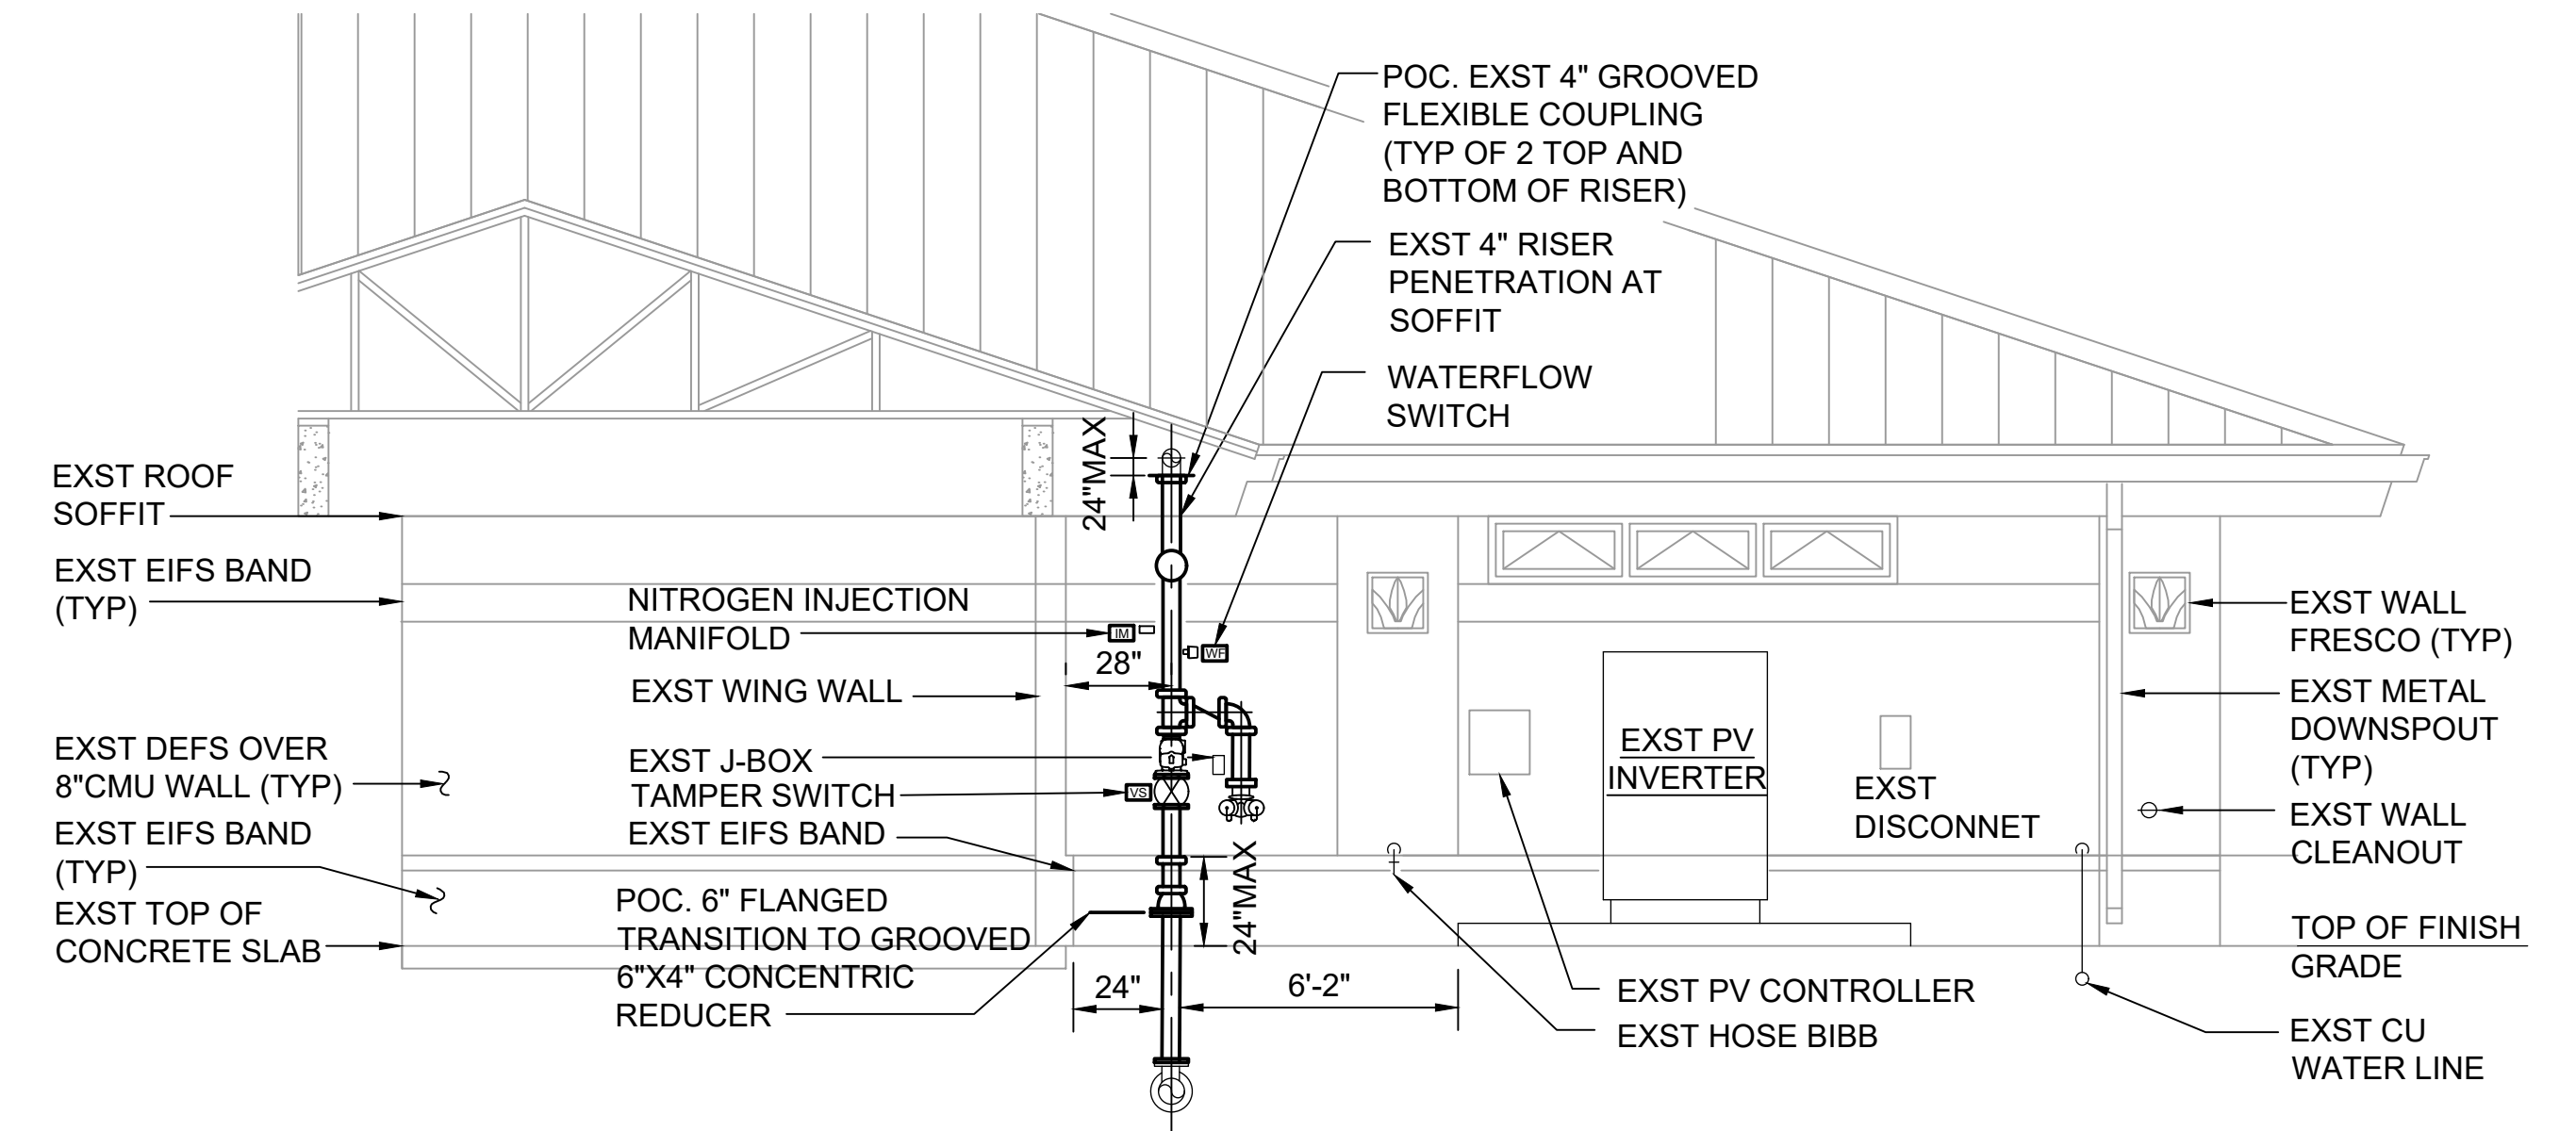 POC. EXST 4" GROOVED
FLEXIBLE COUPLING
(TYP OF 2 TOP AND
BOTTOM OF RISER)
EXST 4" RISER
PENETRATION AT
SOFFIT
WATERFLOW
SWITCH
24"MAX
EXST ROOF
SOFFIT
EXST EIFS BAND
(TYP)
NITROGEN INJECTION
MANIFOLD
IM
WF
28"
EXST WING WALL
EXST DEFS OVER
8"CMU WALL (TYP)
EXST J-BOX
TAMPER SWITCH
VS
EXST EIFS BAND
EXST EIFS BAND
(TYP)
EXST TOP OF
CONCRETE SLAB
POC. 6" FLANGED
TRANSITION TO GROOVED
6"X4" CONCENTRIC
REDUCER
24"MAX
24"
6'-2"
EXST PV
INVERTER
EXST
DISCONNET
EXST PV CONTROLLER
EXST HOSE BIBB
EXST WALL
FRESCO (TYP)
EXST METAL
DOWNSPOUT
(TYP)
EXST WALL
CLEANOUT
TOP OF FINISH
GRADE
EXST CU
WATER LINE